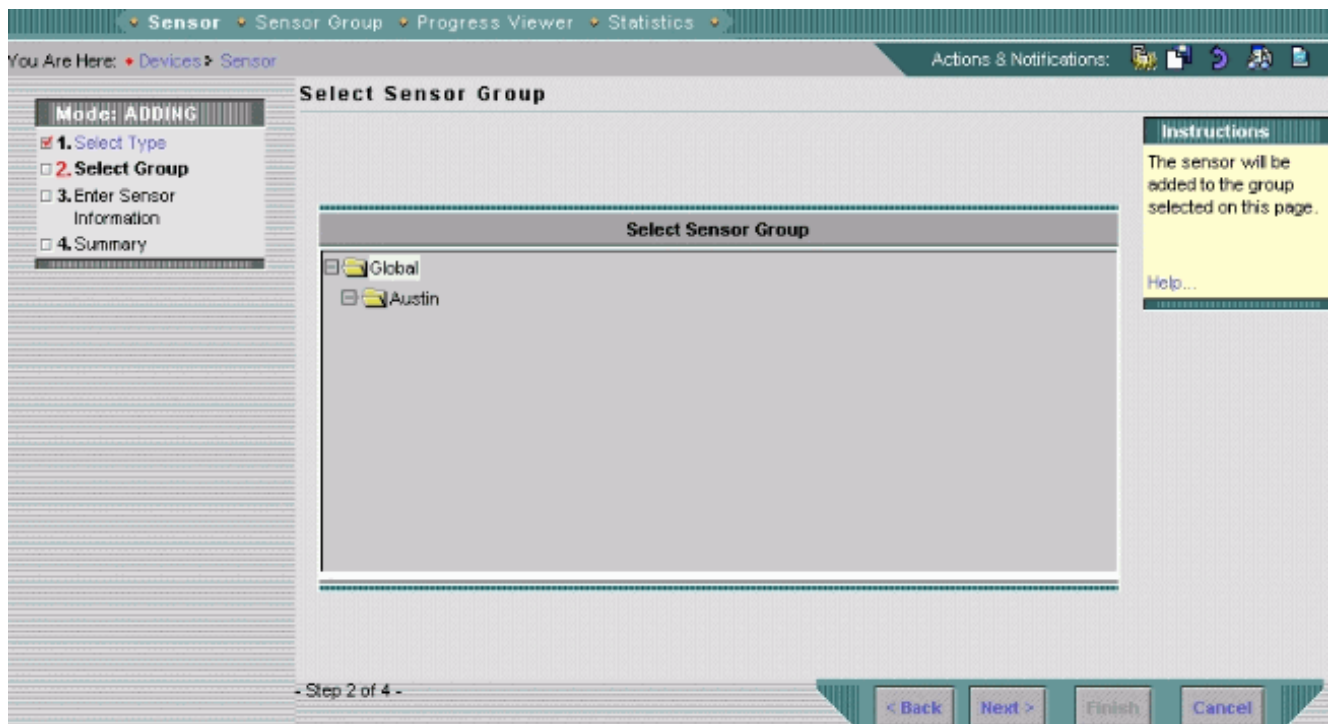 Sensor Sensor Group Progress Viewer Statistics
You Are Here: Devices Sensor
Actions & Notifications:
Select Sensor Group
Mode: ADDING
1. Select Type
2. Select Group
3. Enter Sensor
Information
4. Summary
Select Sensor Group
Global
Austin
Instructions
The sensor will be
added to the group
selected on this page.
Help...
- Step 2 of 4 -
< Back Next > Finish Cancel